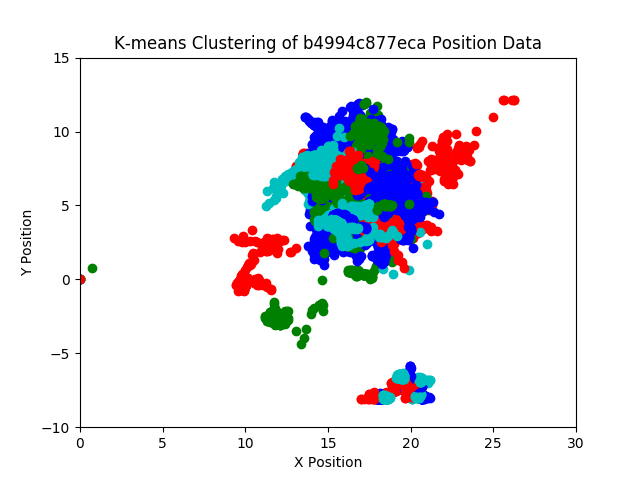 K-means Clustering of b4994c877eca Position Data
15
10
5
0
−5
−10
Y Position
0 5 10 15 20 25 30
X Position